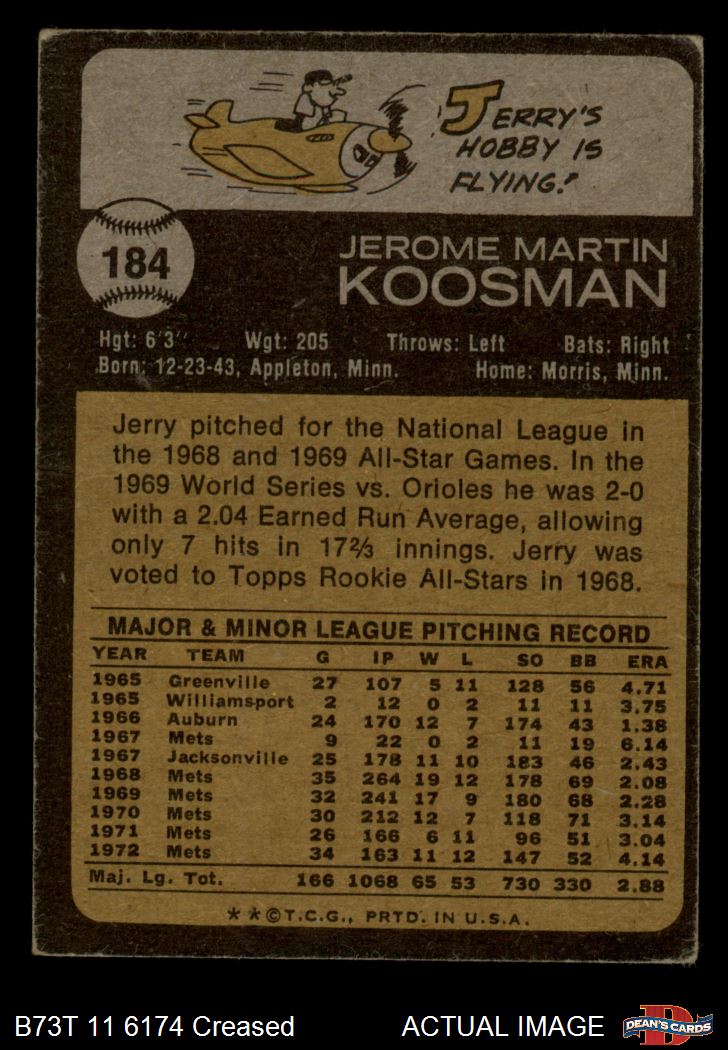 JERRY'S
HOBBY IS
FLYING!
184
JEROME MARTIN
KOOSMAN
Hgt: 6'3" Wgt: 205 Throws: Left Bats: Right
Born: 12-23-43, Appleton, Minn. Home: Morris, Minn.
Jerry pitched for the National League in
the 1968 and 1969 All-Star Games. In the
1969 World Series vs. Orioles he was 2-0
with a 2.04 Earned Run Average, allowing
only 7 hits in 17⅔ innings. Jerry was
voted to Topps Rookie All-Stars in 1968.
MAJOR & MINOR LEAGUE PITCHING RECORD
YEAR TEAM G IP W L SO BB ERA
1965 Greenville 27 107 5 11 128 56 4.71
1965 Williamsport 2 12 0 2 11 11 3.75
1966 Auburn 24 170 12 7 174 43 1.38
1967 Mets 9 22 0 2 11 19 6.14
1967 Jacksonville 25 178 11 10 183 46 2.43
1968 Mets 35 264 19 12 178 69 2.08
1969 Mets 32 241 17 9 180 68 2.28
1970 Mets 30 212 12 7 118 71 3.14
1971 Mets 26 166 6 11 96 51 3.04
1972 Mets 34 163 11 12 147 52 4.14
Maj. Lg. Tot. 166 1068 65 53 730 330 2.88
* * © T.C.G., PRTD. IN U.S.A.
B73T 11 6174 Creased ACTUAL IMAGE
DEAN'S CARDS